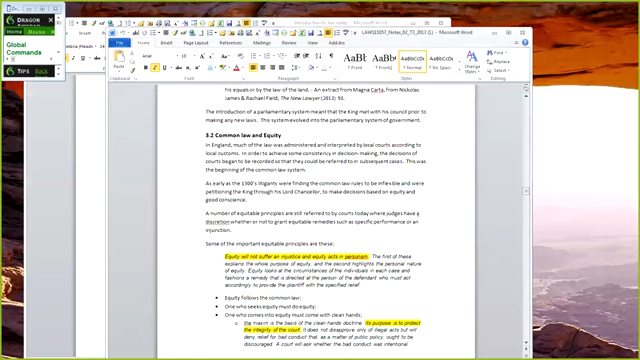 LAWSE1057_Notes_S2_T3_2013 (1) - Microsoft Word
DRAGON
Home
Global Commands
TIPS
Back
File
Home
Insert
Page Layout
References
Mailings
Review
View
Add-Ins
AaBbC
AaBbCcD
AaBbCcDc
Change Styles
Editing
Find
Replace
Select
Styles
his equals or by the law of the land. - An extract from Magna Carta, from Nickolas
James & Rachael Field, The New Lawyer (2013) 93.
The introduction of a parliamentary system meant that the King met with his council prior to
making any new laws. This system evolved into the parliamentary system of government.
3.2 Common law and Equity
In England, much of the law was administered and interpreted by local courts according to
local customs. In order to achieve some consistency in decision-making, the decisions of
courts began to be recorded so that they could be referred to in subsequent cases. This was
the beginning of the common law system.
As early as the 1300's litigants were finding the common law rules to be inflexible and were
petitioning the King through his Lord Chancellor, to make decisions based on equity and
good conscience.
A number of equitable principles are still referred to by courts today where judges have a
discretion whether or not to grant equitable remedies such as specific performance or an
injunction.
Some of the important equitable principles are these:
Equity will not suffer an injustice and equity acts in personam. The first of these
explains the whole purpose of equity, and the second highlights the personal nature
of equity. Equity looks at the circumstances of the individuals in each case and
fashions a remedy that is directed at the person of the defendant who must act
accordingly to provide the plaintiff with the specified relief.
• Equity follows the common law;
• One who seeks equity must do equity;
• One who comes into equity must come with clean hands;
o the maxim is the basis of the clean hands doctrine. Its purpose is to protect
the integrity of the court. It does not disapprove only of illegal acts but will
deny relief for bad conduct that, as a matter of public policy, ought to be
discouraged. A court will ask whether the bad conduct was intentional